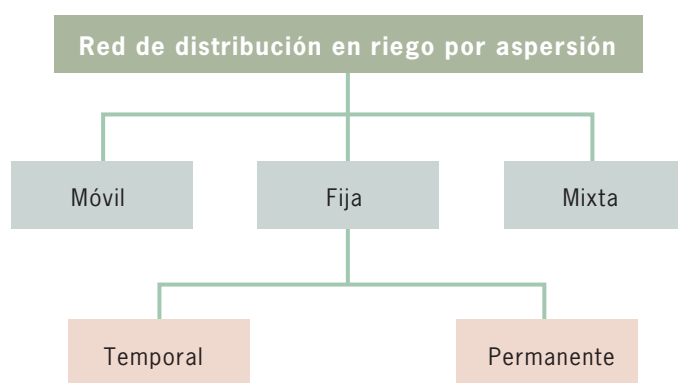 Red de distribución en riego por aspersión
Móvil
Fija
Mixta
Temporal
Permanente